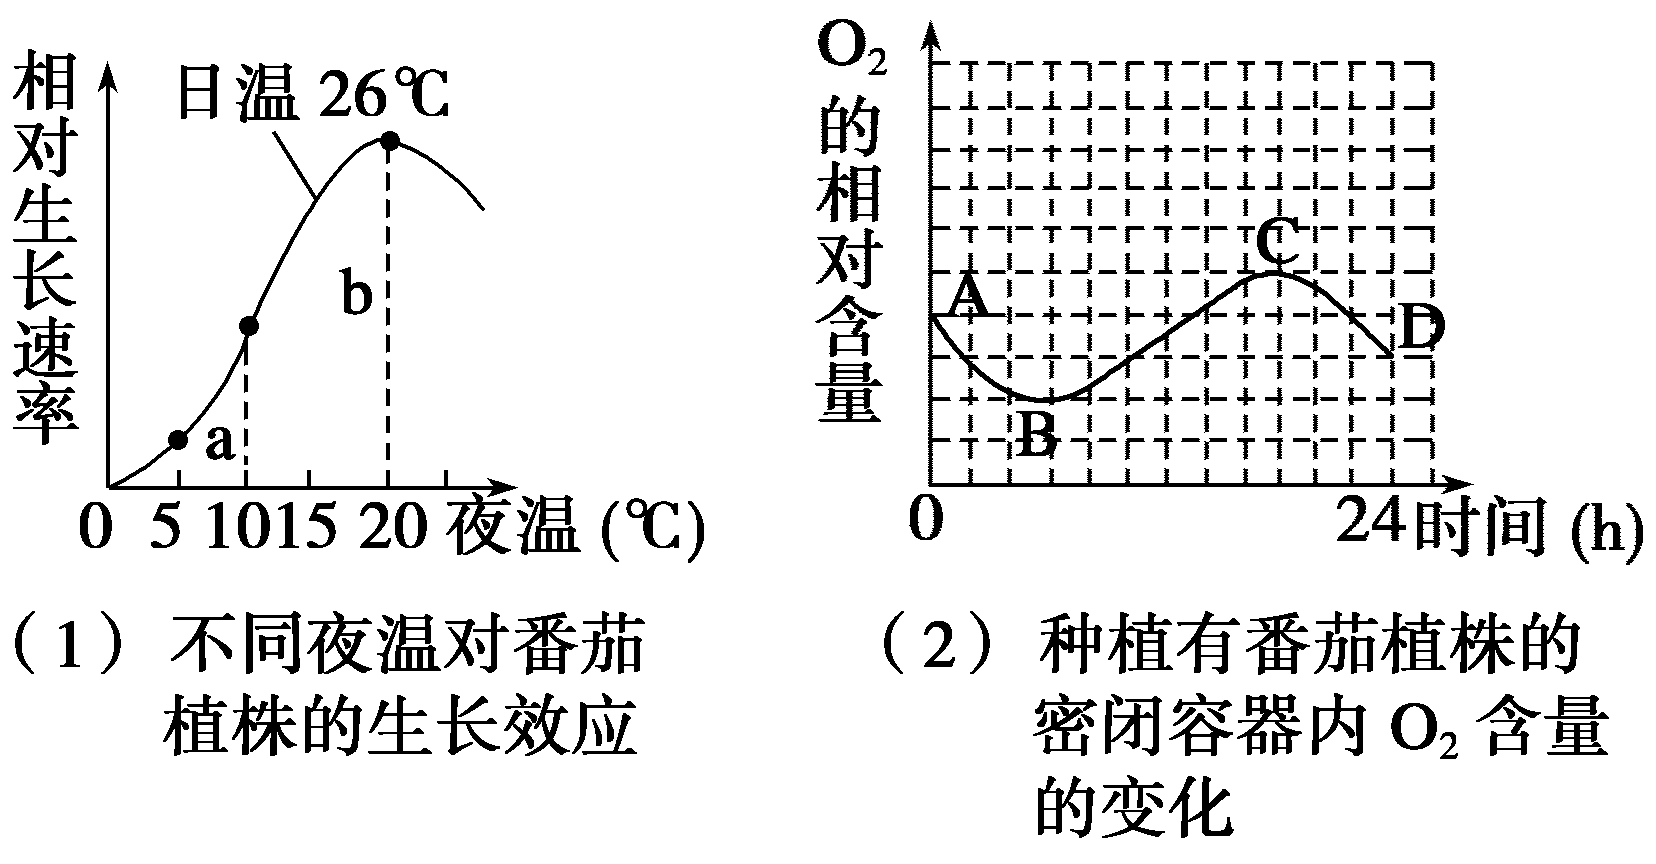 相对生长速率
日温 26℃
a
b
0 5 10 15 20 夜温 (℃)
(1) 不同夜温对番茄
植株的生长效应
O₂的相对含量
A
B
C
D
0 24 时间 (h)
(2) 种植有番茄植株的
密闭容器内 O₂ 含量
的变化